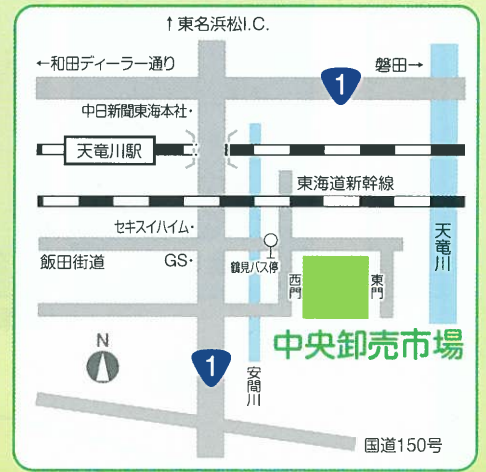 ↑東名浜松I.C.
←和田ディーラー通り
磐田→
1
中日新聞東海本社・
天竜川駅
東海道新幹線
セキスイハイム・
天竜川
飯田街道
GS・
鶴見バス停
西門
東門
中央卸売市場
N
1
安間川
国道150号